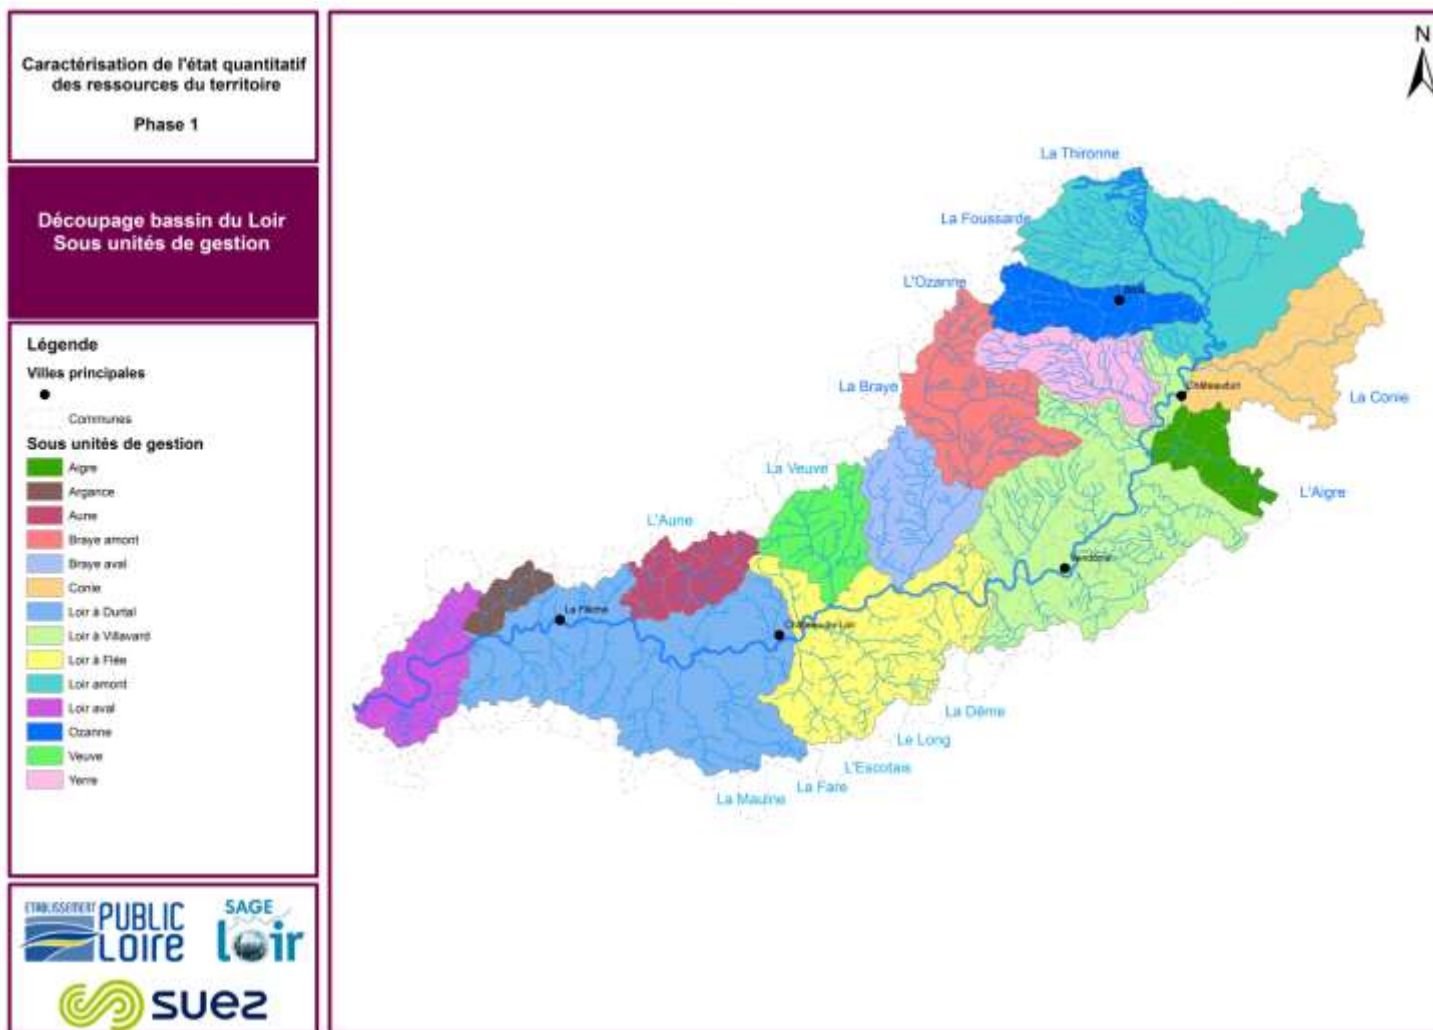 Caractérisation de l'état quantitatif
des ressources du territoire
Phase 1
Découpage bassin du Loir
Sous unités de gestion
Légende
Villes principales
Communes
Sous unités de gestion
Aigre
Argance
Aune
Braye amont
Braye aval
Conie
Loir à Durtal
Loir à Villavard
Loir à Flée
Loir amont
Loir aval
Ozanne
Veuve
Yerre
ETABLISSEMENT
PUBLIC
LOIRE
SAGE
loir
suez
N
La Thironne
La Foussarde
L'Ozanne
La Braye
Châteaudun
La Conie
La Veuve
L'Aigre
L'Aune
Vendôme
La Flèche
Château-du-Loir
La Dême
Le Long
L'Escotais
La Fare
La Maulne